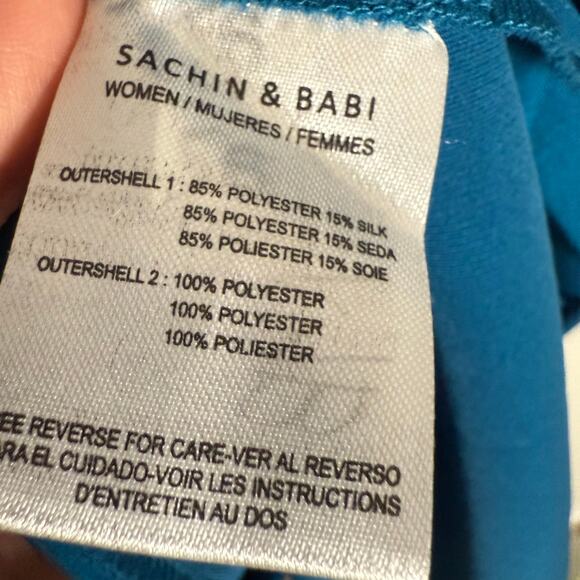 SACHIN & BABI
WOMEN / MUJERES / FEMMES
OUTERSHELL 1 : 85% POLYESTER 15% SILK
85% POLYESTER 15% SEDA
85% POLIESTER 15% SOIE
OUTERSHELL 2 : 100% POLYESTER
100% POLYESTER
100% POLIESTER
EE REVERSE FOR CARE-VER AL REVERSO
ARA EL CUIDADO-VOIR LES INSTRUCTIONS
D'ENTRETIEN AU DOS